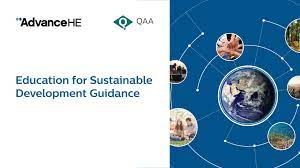 AdvanceHE
QAA
Education for Sustainable
Development Guidance